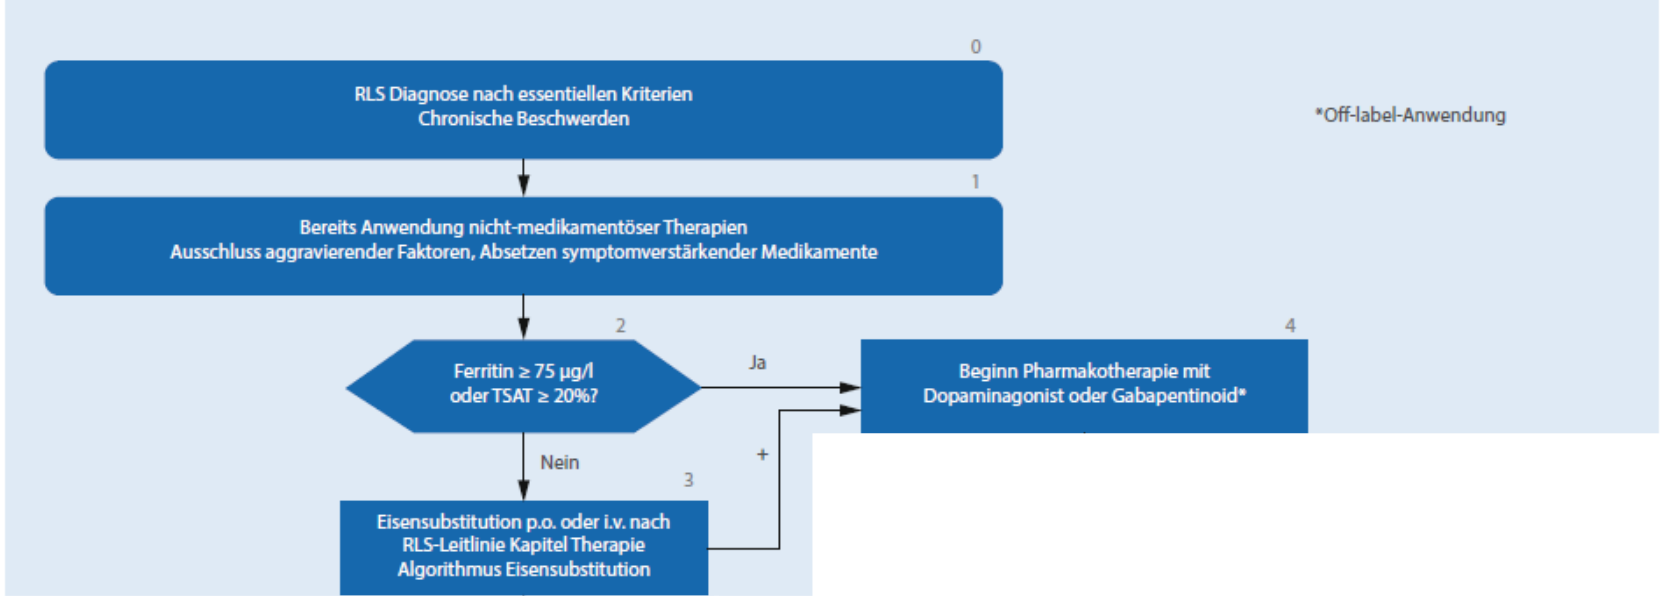 0
RLS Diagnose nach essentiellen Kriterien
Chronische Beschwerden
*Off-label-Anwendung
1
Bereits Anwendung nicht-medikamentöser Therapien
Ausschluss aggravierender Faktoren, Absetzen symptomverstärkender Medikamente
2
Ferritin ≥ 75 µg/l
oder TSAT ≥ 20%?
Ja
4
Beginn Pharmakotherapie mit
Dopaminagonist oder Gabapentinoid*
Nein
+
3
Eisensubstitution p.o. oder i.v. nach
RLS-Leitlinie Kapitel Therapie
Algorithmus Eisensubstitution